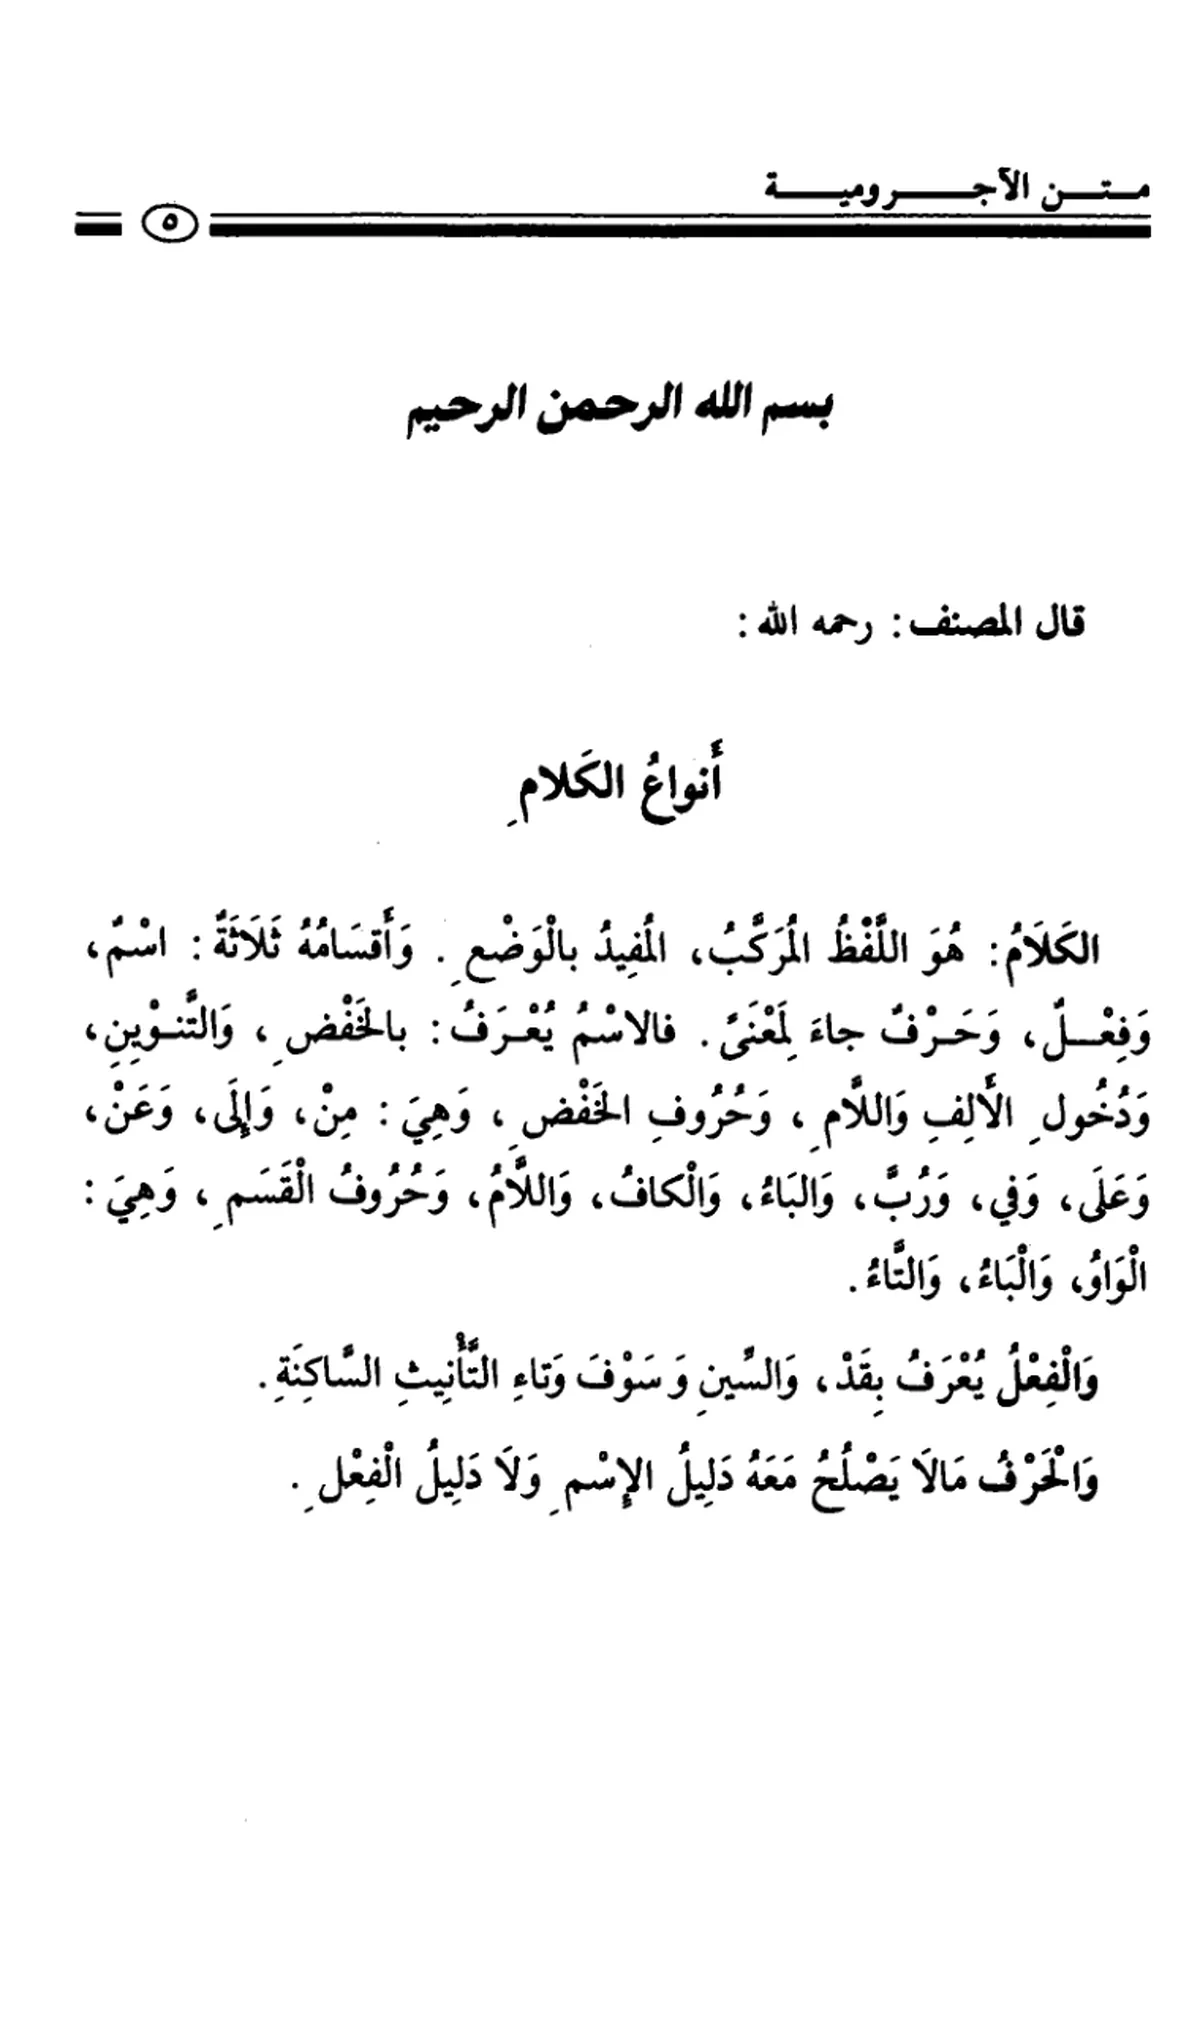 متن الآجرومية
٥
بسم الله الرحمن الرحيم
قال المصنف: رحمه الله:
أَنواعُ الكَلامِ
الكَلَامُ: هُوَ اللَّفْظُ المُرَكَّبُ، المُفِيدُ بالْوَضْعِ. وَأَقسَامُهُ ثَلَاثَةٌ: اسْمٌ،
وَفِعْلٌ، وَحَرْفٌ جاءَ لِمَعْنَىً. فالاسْمُ يُعْرَفُ: بالخَفْضِ، وَالتَّنوْينِ،
وَدُخُولِ الأَلِفِ وَاللَّامِ، وَحُرُوفِ الخَفْضِ، وَهِيَ: مِنْ، وَإِلَى، وَعَنْ،
وَعَلَى، وَفي، وَرُبَّ، وَالبَاءُ، وَالْكافُ، وَاللَّامُ، وَحُرُوفُ الْقَسَمِ، وَهِيَ:
الْوَاوُ، وَالْبَاءُ، وَالتَّاءُ.
وَالْفِعْلُ يُعْرَفُ بِقَدْ، وَالسِّينِ وَسَوْفَ وَتاءِ التَّأْنِيثِ السَّاكِنَةِ.
وَالْحَرْفُ مَالَا يَصْلُحُ مَعَهُ دَلِيلُ الإِسْمِ وَلَا دَلِيلُ الْفِعْلِ.